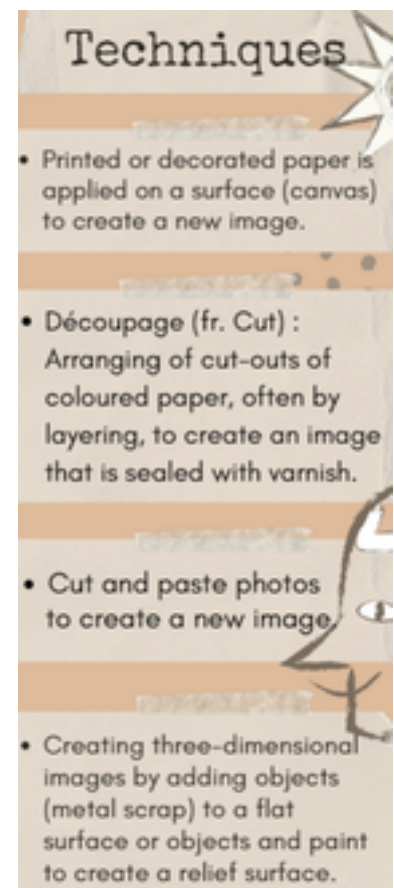 Techniques
• Printed or decorated paper is
applied on a surface (canvas)
to create a new image.
• Découpage (fr. Cut) :
Arranging of cut-outs of
coloured paper, often by
layering, to create an image
that is sealed with varnish.
• Cut and paste photos
to create a new image.
• Creating three-dimensional
images by adding objects
(metal scrap) to a flat
surface or objects and paint
to create a relief surface.